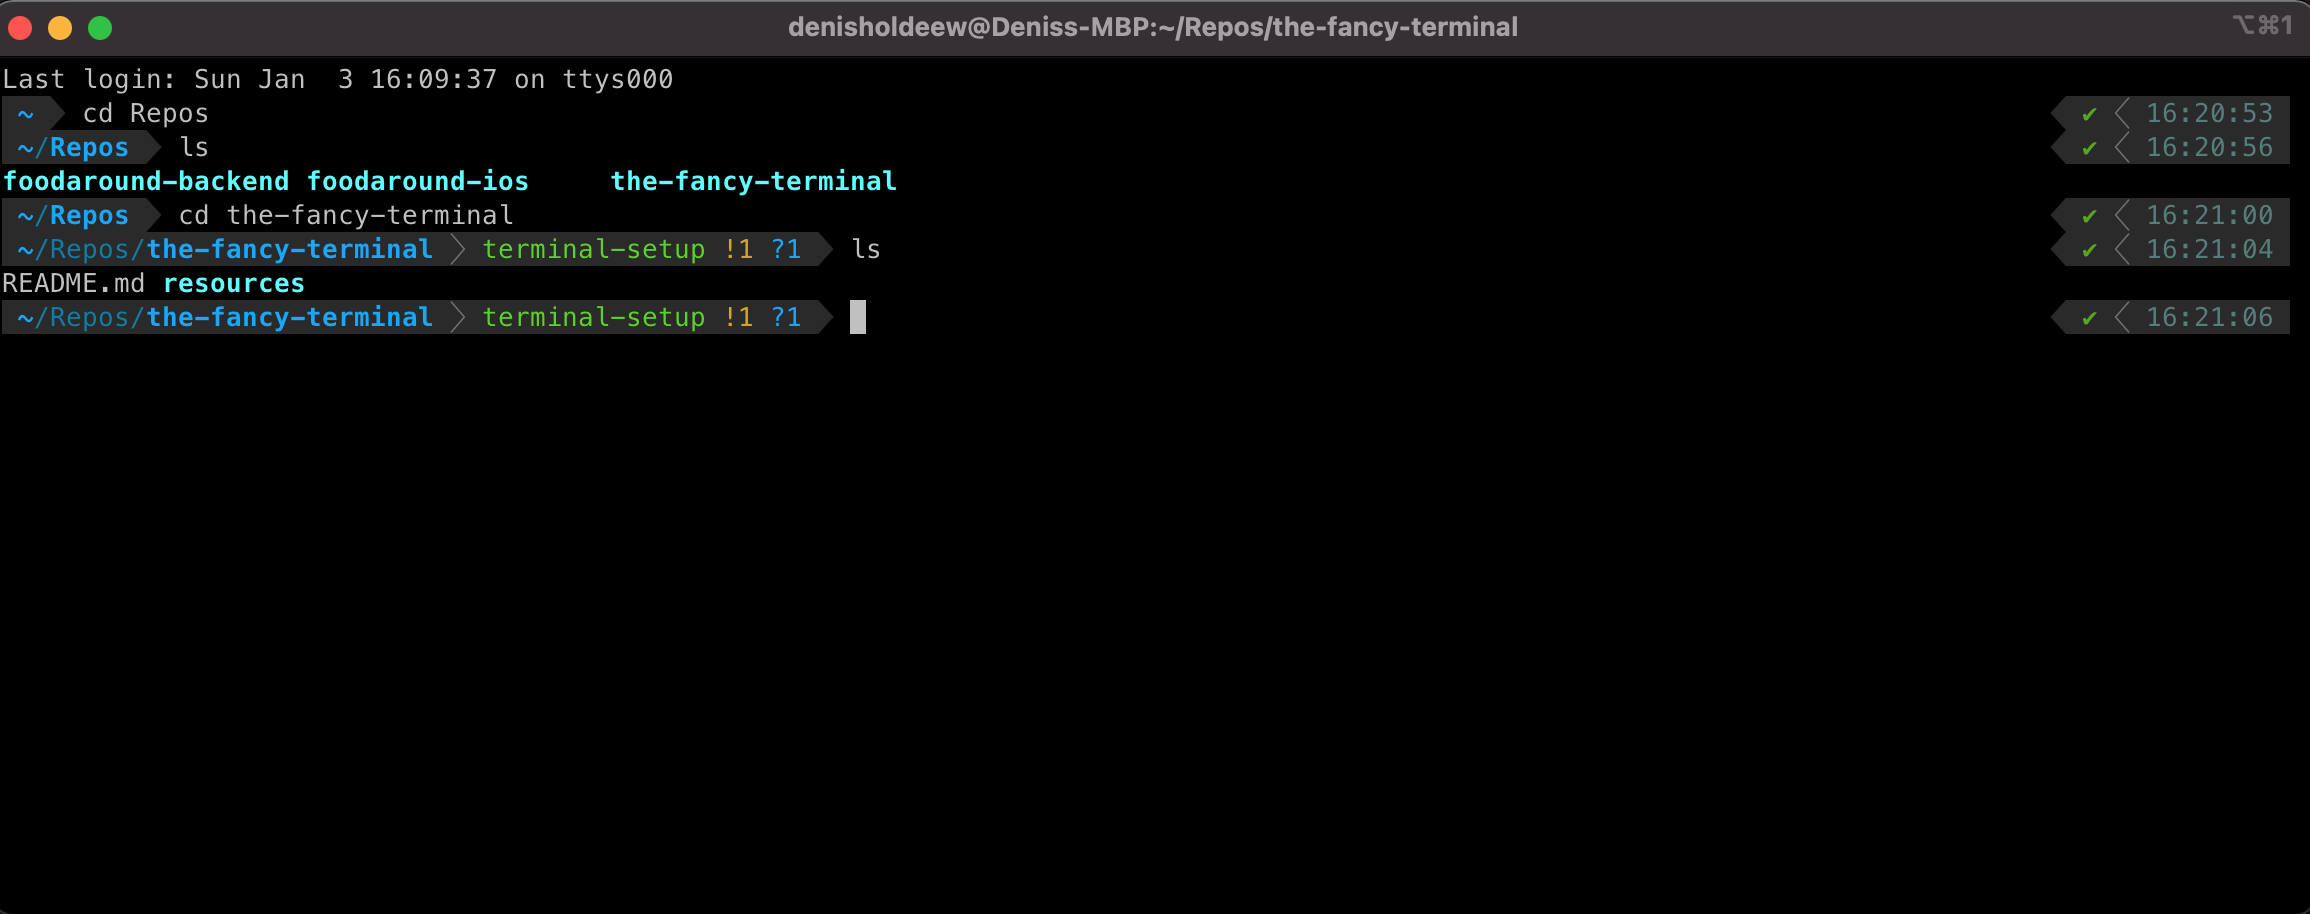 denisholdeew@Deniss-MBP:~/Repos/the-fancy-terminal ⌥⌘1
Last login: Sun Jan  3 16:09:37 on ttys000
~ cd Repos ✔ 16:20:53
~/Repos ls ✔ 16:20:56
foodaround-backend foodaround-ios     the-fancy-terminal
~/Repos cd the-fancy-terminal ✔ 16:21:00
~/Repos/the-fancy-terminal terminal-setup !1 ?1 ls ✔ 16:21:04
README.md resources
~/Repos/the-fancy-terminal terminal-setup !1 ?1 ✔ 16:21:06